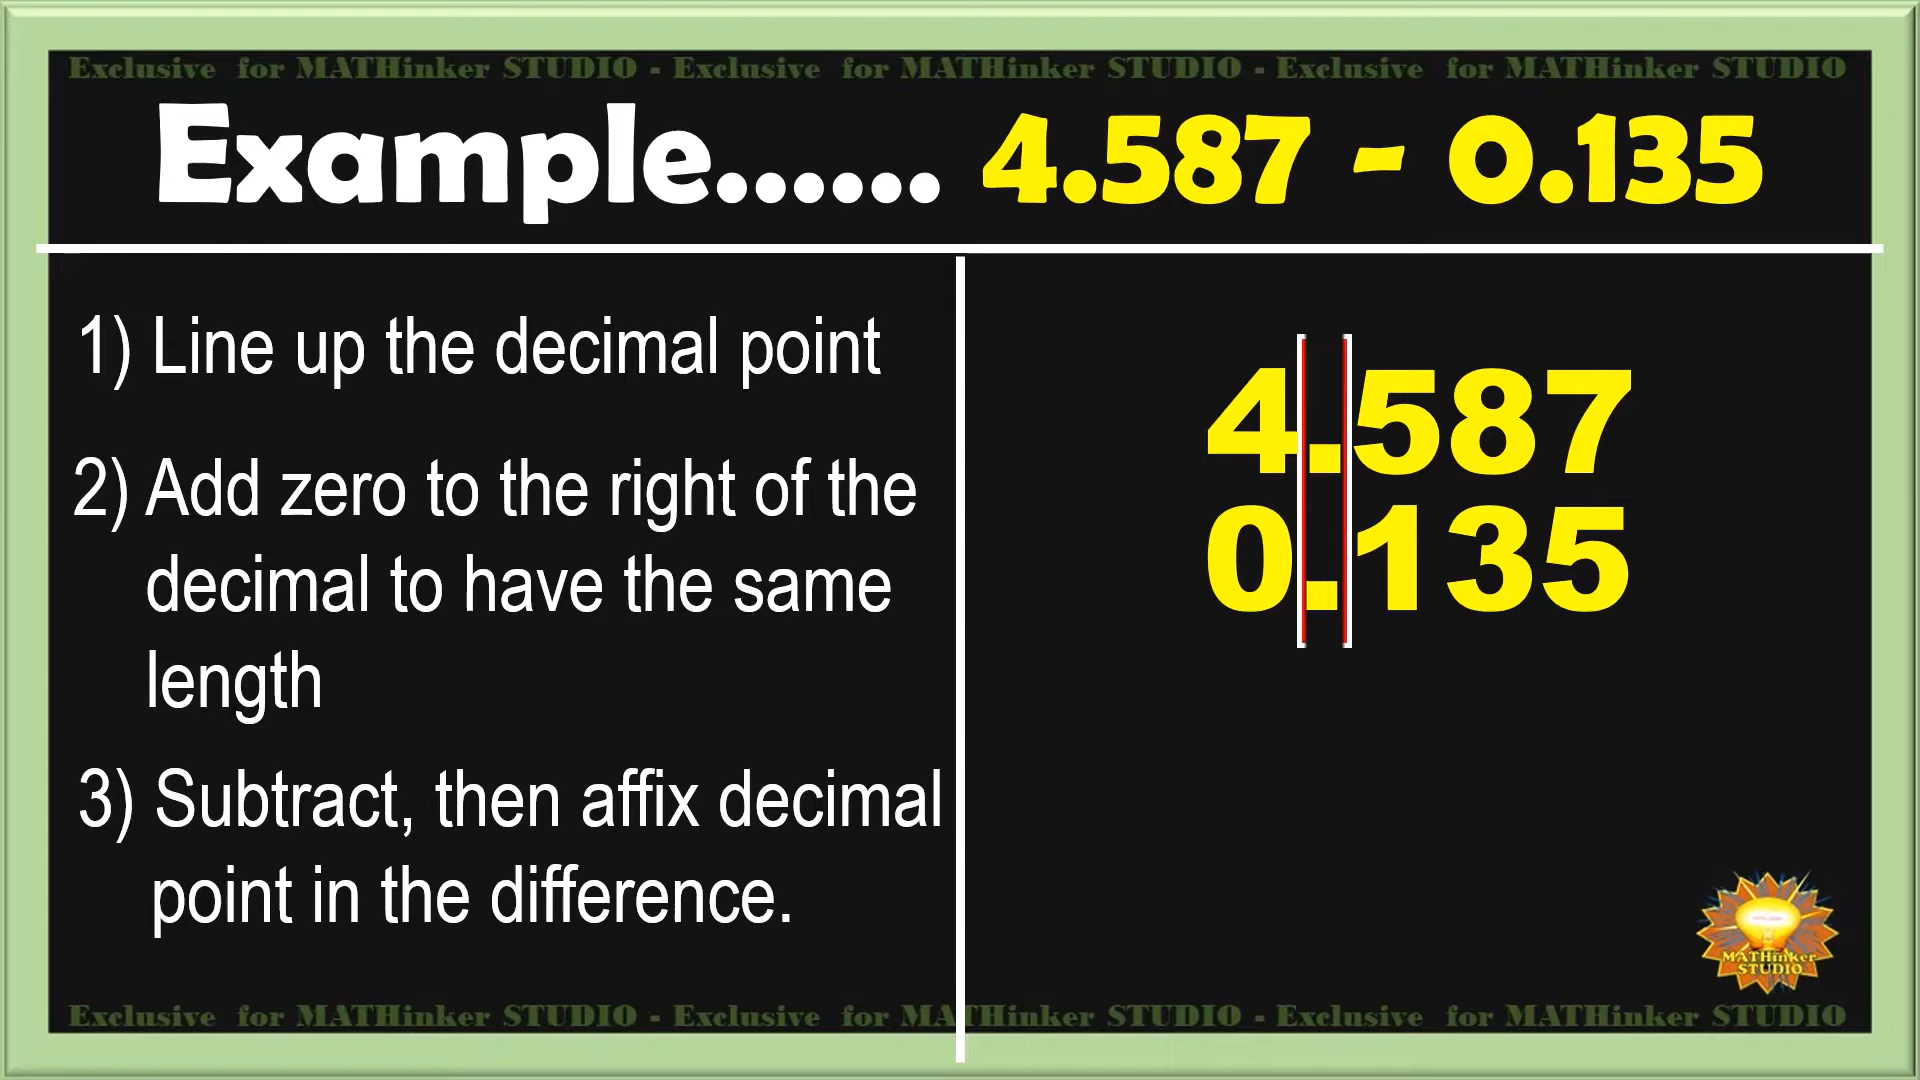 Exclusive for MATHinker STUDIO - Exclusive for MATHinker STUDIO - Exclusive for MATHinker STUDIO
Example...... 4.587 - 0.135
1) Line up the decimal point
2) Add zero to the right of the
decimal to have the same
length
3) Subtract, then affix decimal
point in the difference.
4.587
0.135
MATHinker
STUDIO
Exclusive for MATHinker STUDIO - Exclusive for MATHinker STUDIO - Exclusive for MATHinker STUDIO